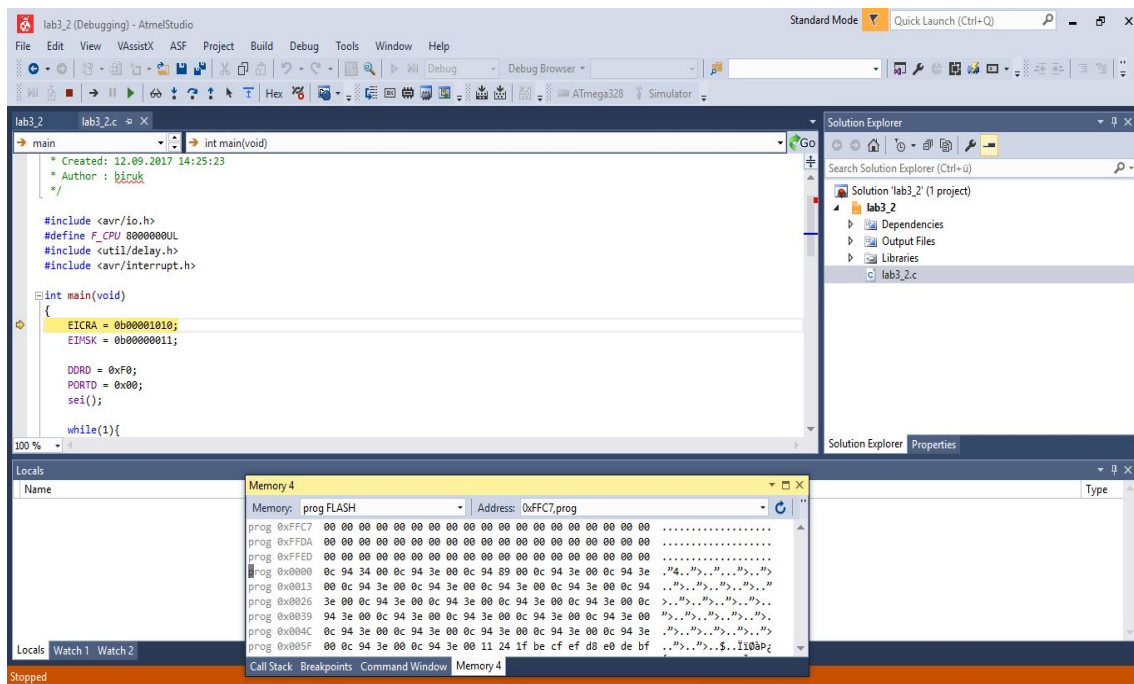 lab3_2 (Debugging) - AtmelStudio
Standard Mode
Quick Launch (Ctrl+Q)
File Edit View VAssistX ASF Project Build Debug Tools Window Help
Debug Debug Browser
Hex ATmega328 Simulator
lab3_2 lab3_2.c
main int main(void) Go
* Created: 12.09.2017 14:25:23
* Author : biruk
*/
#include <avr/io.h>
#define F_CPU 8000000UL
#include <util/delay.h>
#include <avr/interrupt.h>
int main(void)
{
EICRA = 0b00001010;
EIMSK = 0b00000011;
DDRD = 0xF0;
PORTD = 0x00;
sei();
while(1){
100 %
Solution Explorer
Search Solution Explorer (Ctrl+ü)
Solution 'lab3_2' (1 project)
lab3_2
Dependencies
Output Files
Libraries
lab3_2.c
Solution Explorer Properties
Locals
Name Type
Memory 4
Memory: prog FLASH Address: 0xFFC7,prog
prog 0xFFC7 00 00 00 00 00 00 00 00 00 00 00 00 00 00 00 00 00 00 00 ...................
prog 0xFFDA 00 00 00 00 00 00 00 00 00 00 00 00 00 00 00 00 00 00 00 ...................
prog 0xFFED 00 00 00 00 00 00 00 00 00 00 00 00 00 00 00 00 00 00 00 ...................
prog 0x0000 0c 94 34 00 0c 94 3e 00 0c 94 89 00 0c 94 3e 00 0c 94 3e ."4..">.."...">..">
prog 0x0013 00 0c 94 3e 00 0c 94 3e 00 0c 94 3e 00 0c 94 3e 00 0c 94 ..">..">..">..">.."
prog 0x0026 3e 00 0c 94 3e 00 0c 94 3e 00 0c 94 3e 00 0c 94 3e 00 0c >..">..">..">..">..
prog 0x0039 94 3e 00 0c 94 3e 00 0c 94 3e 00 0c 94 3e 00 0c 94 3e 00 ">..">..">..">..">.
prog 0x004C 0c 94 3e 00 0c 94 3e 00 0c 94 3e 00 0c 94 3e 00 0c 94 3e .">..">..">..">..">
prog 0x005F 00 0c 94 3e 00 0c 94 3e 00 11 24 1f be cf ef d8 e0 de bf ..">..">..$..ÏïØàÞ¿
Locals Watch 1 Watch 2
Call Stack Breakpoints Command Window Memory 4
Stopped